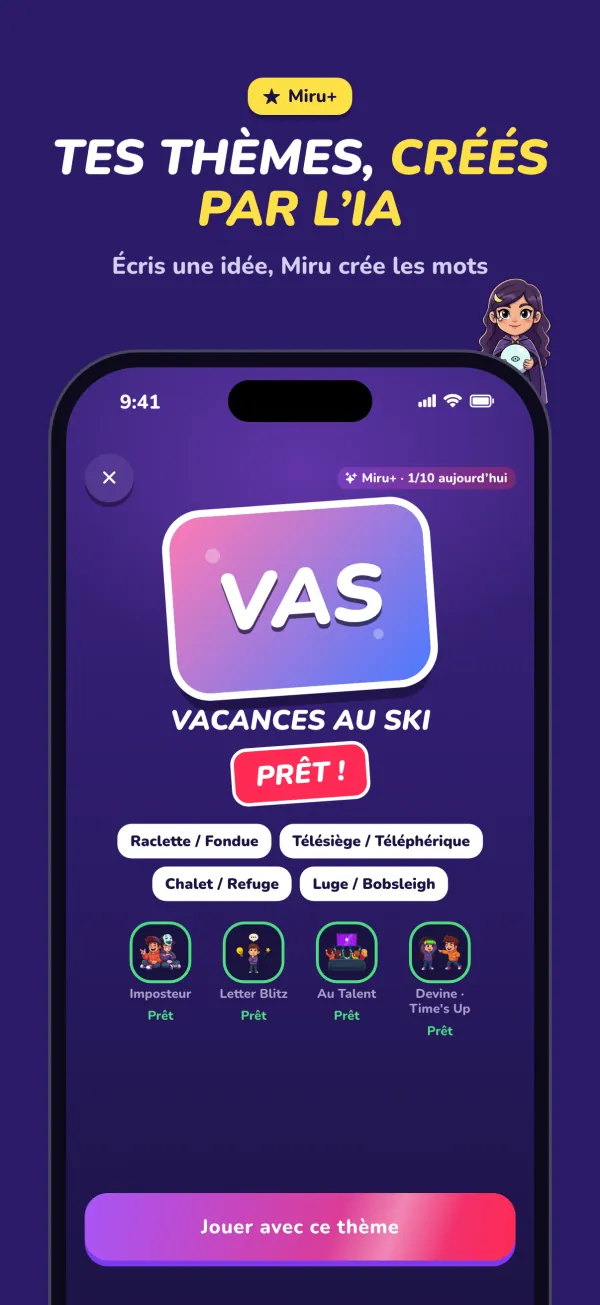 Miru+
TES THÈMES, CRÉÉS
PAR L'IA
Écris une idée, Miru crée les mots
9:41
Miru+ · 1/10 aujourd'hui
VAS
VACANCES AU SKI
PRÊT !
Raclette / Fondue
Télésiège / Téléphérique
Chalet / Refuge
Luge / Bobsleigh
Imposteur
Prêt
Letter Blitz
Prêt
Au Talent
Prêt
Devine ·
Time's Up
Prêt
Jouer avec ce thème